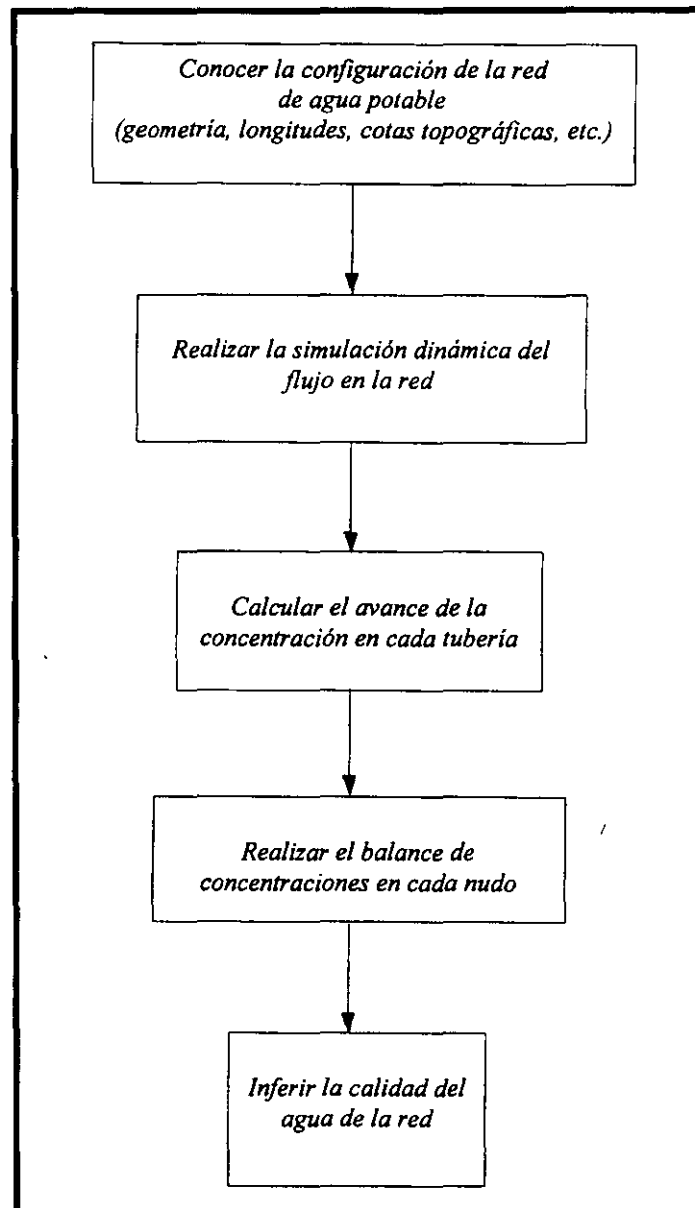 Conocer la configuración de la red
de agua potable
(geometría, longitudes, cotas topográficas, etc.)
Realizar la simulación dinámica del
flujo en la red
Calcular el avance de la
concentración en cada tubería
Realizar el balance de
concentraciones en cada nudo
Inferir la calidad del
agua de la red